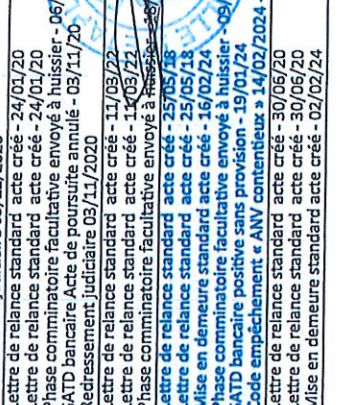 Lettre de relance standard acte créé - 24/01/20
Lettre de relance standard acte créé - 24/01/20
Phase comminatoire facultative envoyé à huissier - 06/
SATD bancaire Acte de poursuite annulé - 03/11/20
Redressement judiciaire 03/11/2020
Lettre de relance standard acte créé - 11/03/22
Lettre de relance standard acte créé - 11/03/22
Phase comminatoire facultative envoyé à huissier
Lettre de relance standard acte créé - 25/05/18
Lettre de relance standard acte créé - 25/05/18
Mise en demeure standard acte créé - 16/02/24
Phase comminatoire facultative envoyé à huissier - 09/
SATD bancaire positive sans provision - 19/01/24
Code empêchement « ANV contentieux » 14/02/2024 -
Lettre de relance standard acte créé - 30/06/20
Lettre de relance standard acte créé - 30/06/20
Mise en demeure standard acte créé - 02/02/24